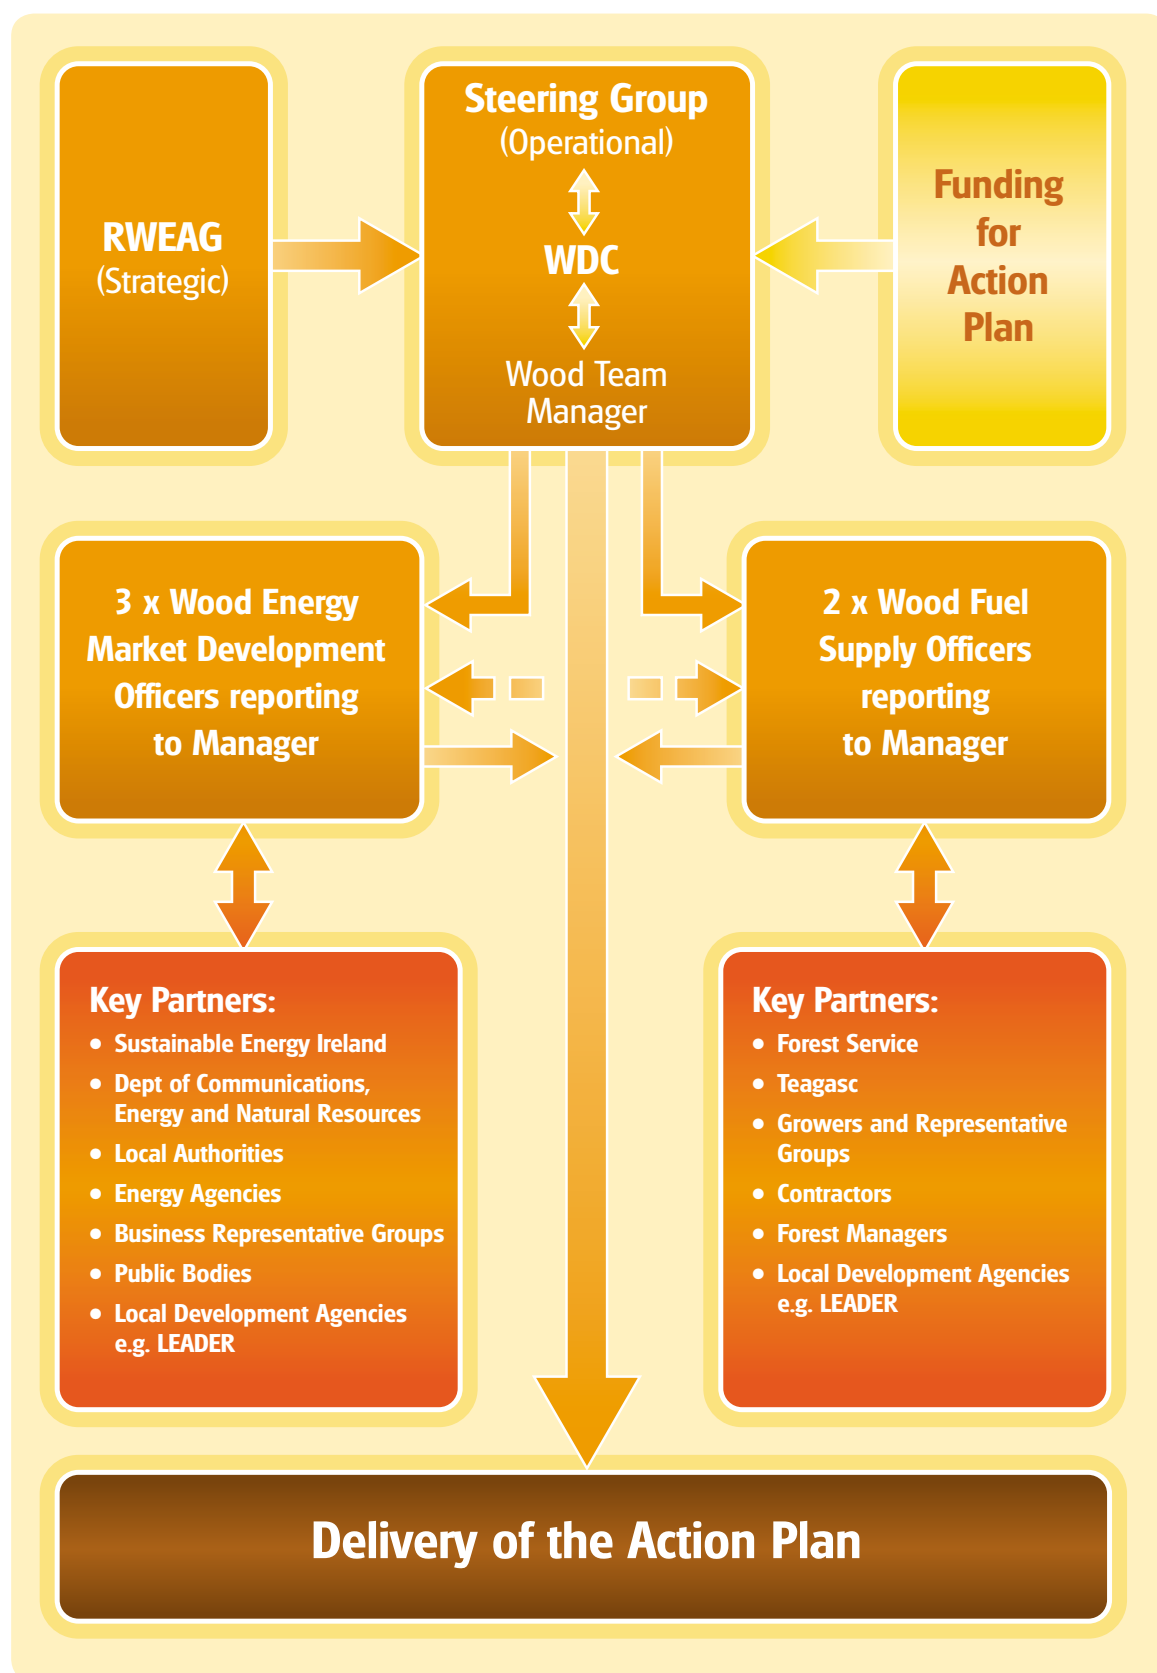 RWEAG
(Strategic)
Steering Group
(Operational)
WDC
Wood Team
Manager
Funding
for
Action
Plan
3 x Wood Energy
Market Development
Officers reporting
to Manager
2 x Wood Fuel
Supply Officers
reporting
to Manager
Key Partners:
• Sustainable Energy Ireland
• Dept of Communications,
Energy and Natural Resources
• Local Authorities
• Energy Agencies
• Business Representative Groups
• Public Bodies
• Local Development Agencies
e.g. LEADER
Key Partners:
• Forest Service
• Teagasc
• Growers and Representative
Groups
• Contractors
• Forest Managers
• Local Development Agencies
e.g. LEADER
Delivery of the Action Plan